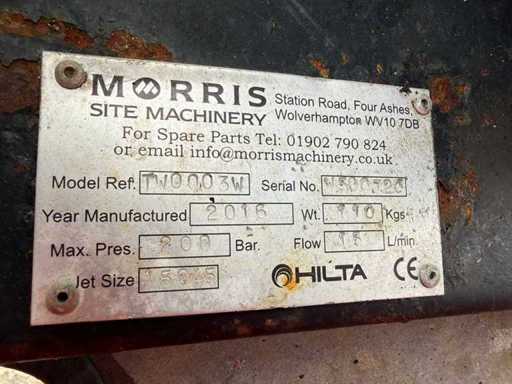 MORRIS
SITE MACHINERY
Station Road, Four Ashes,
Wolverhampton WV10 7DB
For Spare Parts Tel: 01902 790 824
or email info@morrismachinery.co.uk
Model Ref. TW0003W Serial No.
Year Manufactured 2016 Wt. Kgs
Max. Pres. 200 Bar. Flow 15 L/min.
Jet Size
HILTA CE